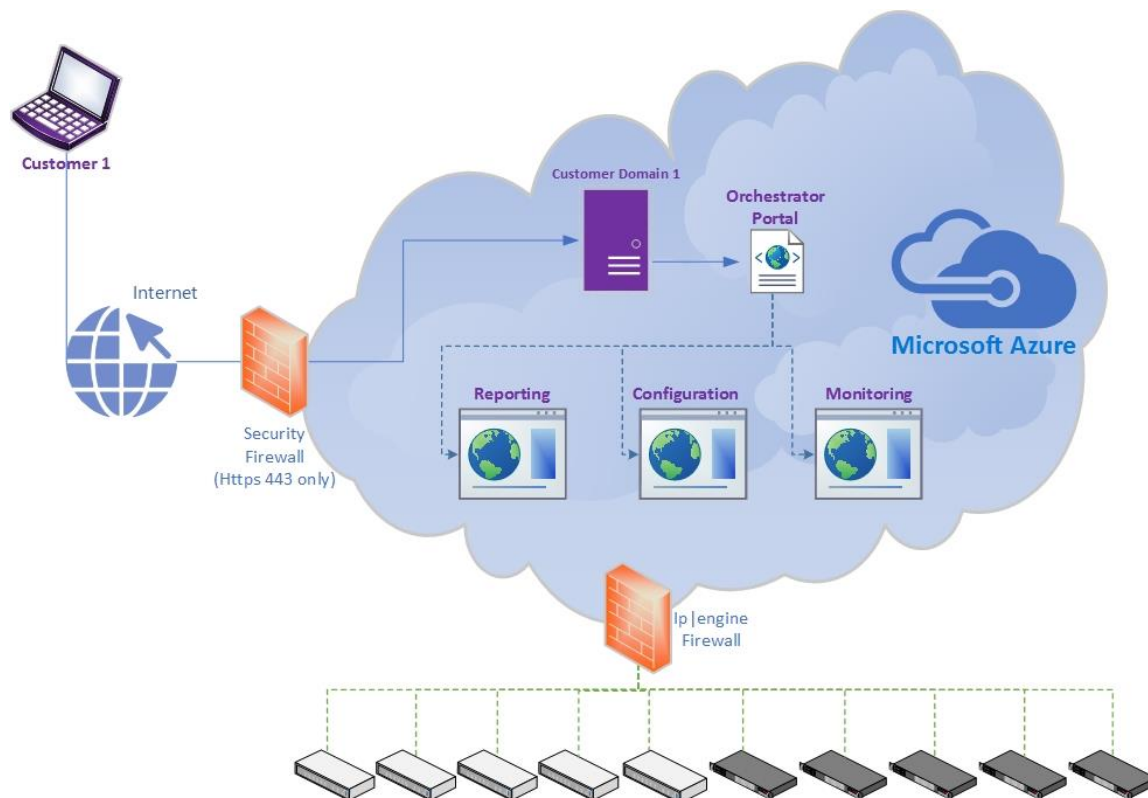 Customer 1
Internet
Security
Firewall
(Https 443 only)
Customer Domain 1
Orchestrator
Portal
Microsoft Azure
Reporting
Configuration
Monitoring
Ip|engine
Firewall